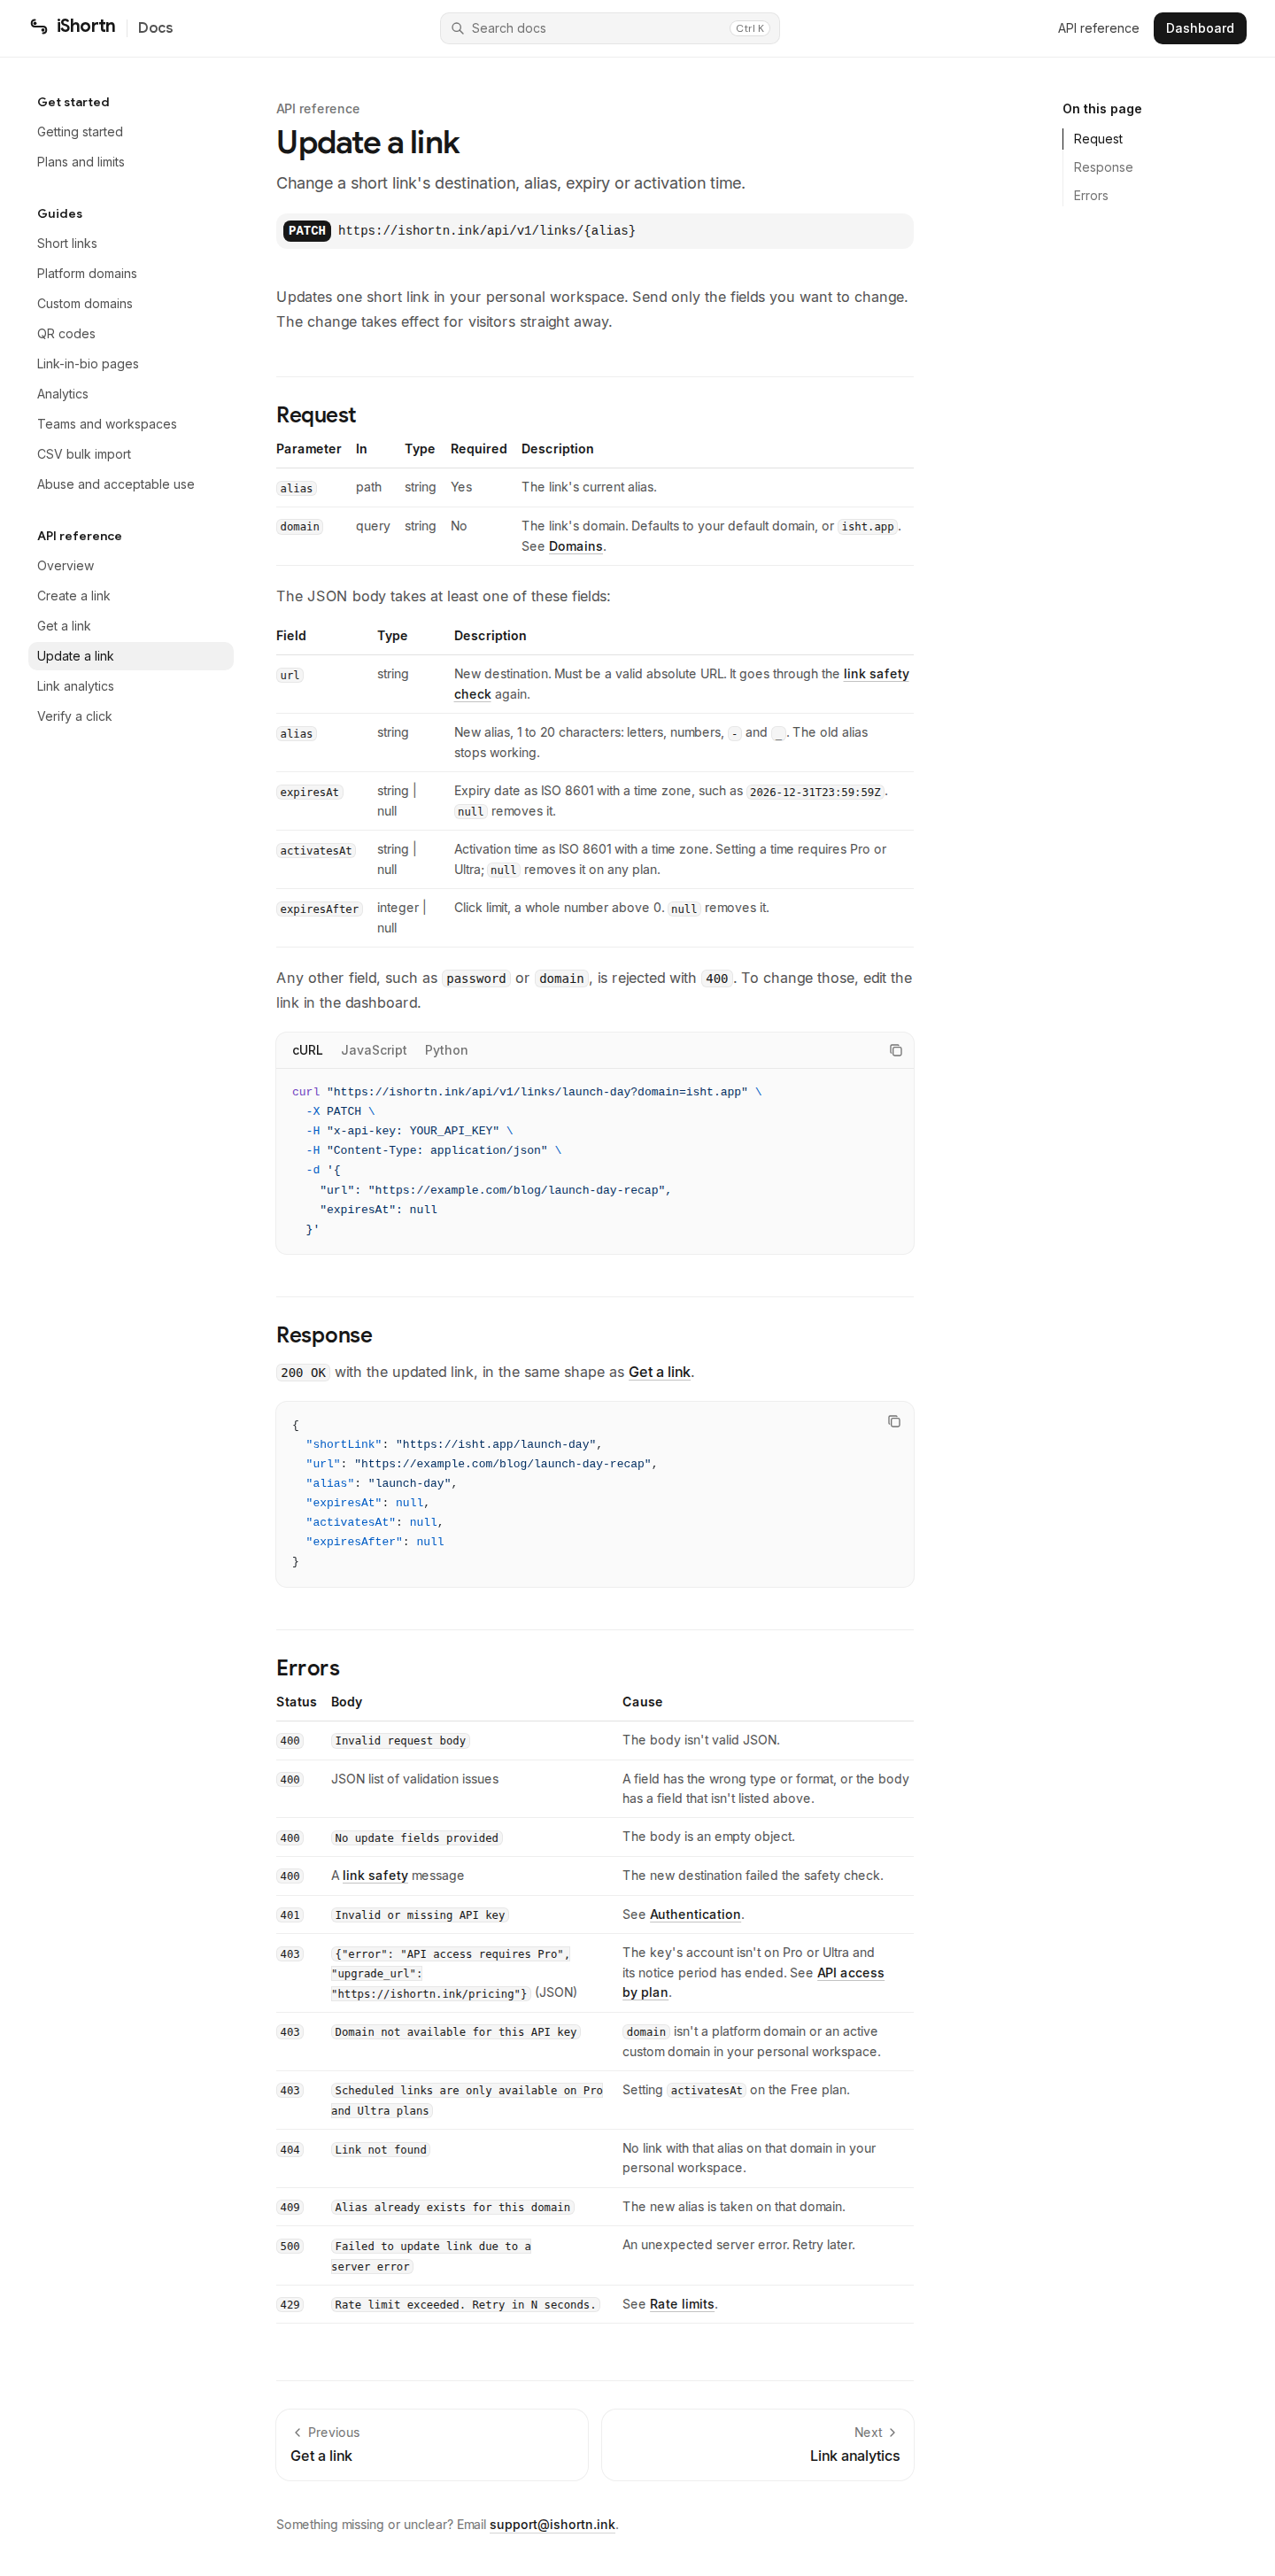 iShortn Docs Search docs Ctrl K API reference Dashboard
Get started
Getting started
Plans and limits
Guides
Short links
Platform domains
Custom domains
QR codes
Link-in-bio pages
Analytics
Teams and workspaces
CSV bulk import
Abuse and acceptable use
API reference
Overview
Create a link
Get a link
Update a link
Link analytics
Verify a click
API reference
Update a link
Change a short link's destination, alias, expiry or activation time.
PATCH https://ishortn.ink/api/v1/links/{alias}
Updates one short link in your personal workspace. Send only the fields you want to change.
The change takes effect for visitors straight away.
Request
Parameter In Type Required Description
alias path string Yes The link's current alias.
domain query string No The link's domain. Defaults to your default domain, or isht.app.
See Domains.
The JSON body takes at least one of these fields:
Field Type Description
url string New destination. Must be a valid absolute URL. It goes through the link safety
check again.
alias string New alias, 1 to 20 characters: letters, numbers, - and _. The old alias
stops working.
expiresAt string | Expiry date as ISO 8601 with a time zone, such as 2026-12-31T23:59:59Z.
null null removes it.
activatesAt string | Activation time as ISO 8601 with a time zone. Setting a time requires Pro or
null Ultra; null removes it on any plan.
expiresAfter integer | Click limit, a whole number above 0. null removes it.
null
Any other field, such as password or domain, is rejected with 400. To change those, edit the
link in the dashboard.
cURL JavaScript Python
curl "https://ishortn.ink/api/v1/links/launch-day?domain=isht.app" \
-X PATCH \
-H "x-api-key: YOUR_API_KEY" \
-H "Content-Type: application/json" \
-d '{
"url": "https://example.com/blog/launch-day-recap",
"expiresAt": null
}'
Response
200 OK with the updated link, in the same shape as Get a link.
{
"shortLink": "https://isht.app/launch-day",
"url": "https://example.com/blog/launch-day-recap",
"alias": "launch-day",
"expiresAt": null,
"activatesAt": null,
"expiresAfter": null
}
Errors
Status Body Cause
400 Invalid request body The body isn't valid JSON.
400 JSON list of validation issues A field has the wrong type or format, or the body
has a field that isn't listed above.
400 No update fields provided The body is an empty object.
400 A link safety message The new destination failed the safety check.
401 Invalid or missing API key See Authentication.
403 {"error": "API access requires Pro", The key's account isn't on Pro or Ultra and
"upgrade_url": its notice period has ended. See API access
"https://ishortn.ink/pricing"} (JSON) by plan.
403 Domain not available for this API key domain isn't a platform domain or an active
custom domain in your personal workspace.
403 Scheduled links are only available on Pro Setting activatesAt on the Free plan.
and Ultra plans
404 Link not found No link with that alias on that domain in your
personal workspace.
409 Alias already exists for this domain The new alias is taken on that domain.
500 Failed to update link due to a An unexpected server error. Retry later.
server error
429 Rate limit exceeded. Retry in N seconds. See Rate limits.
Previous
Get a link
Next
Link analytics
Something missing or unclear? Email support@ishortn.ink.
On this page
Request
Response
Errors